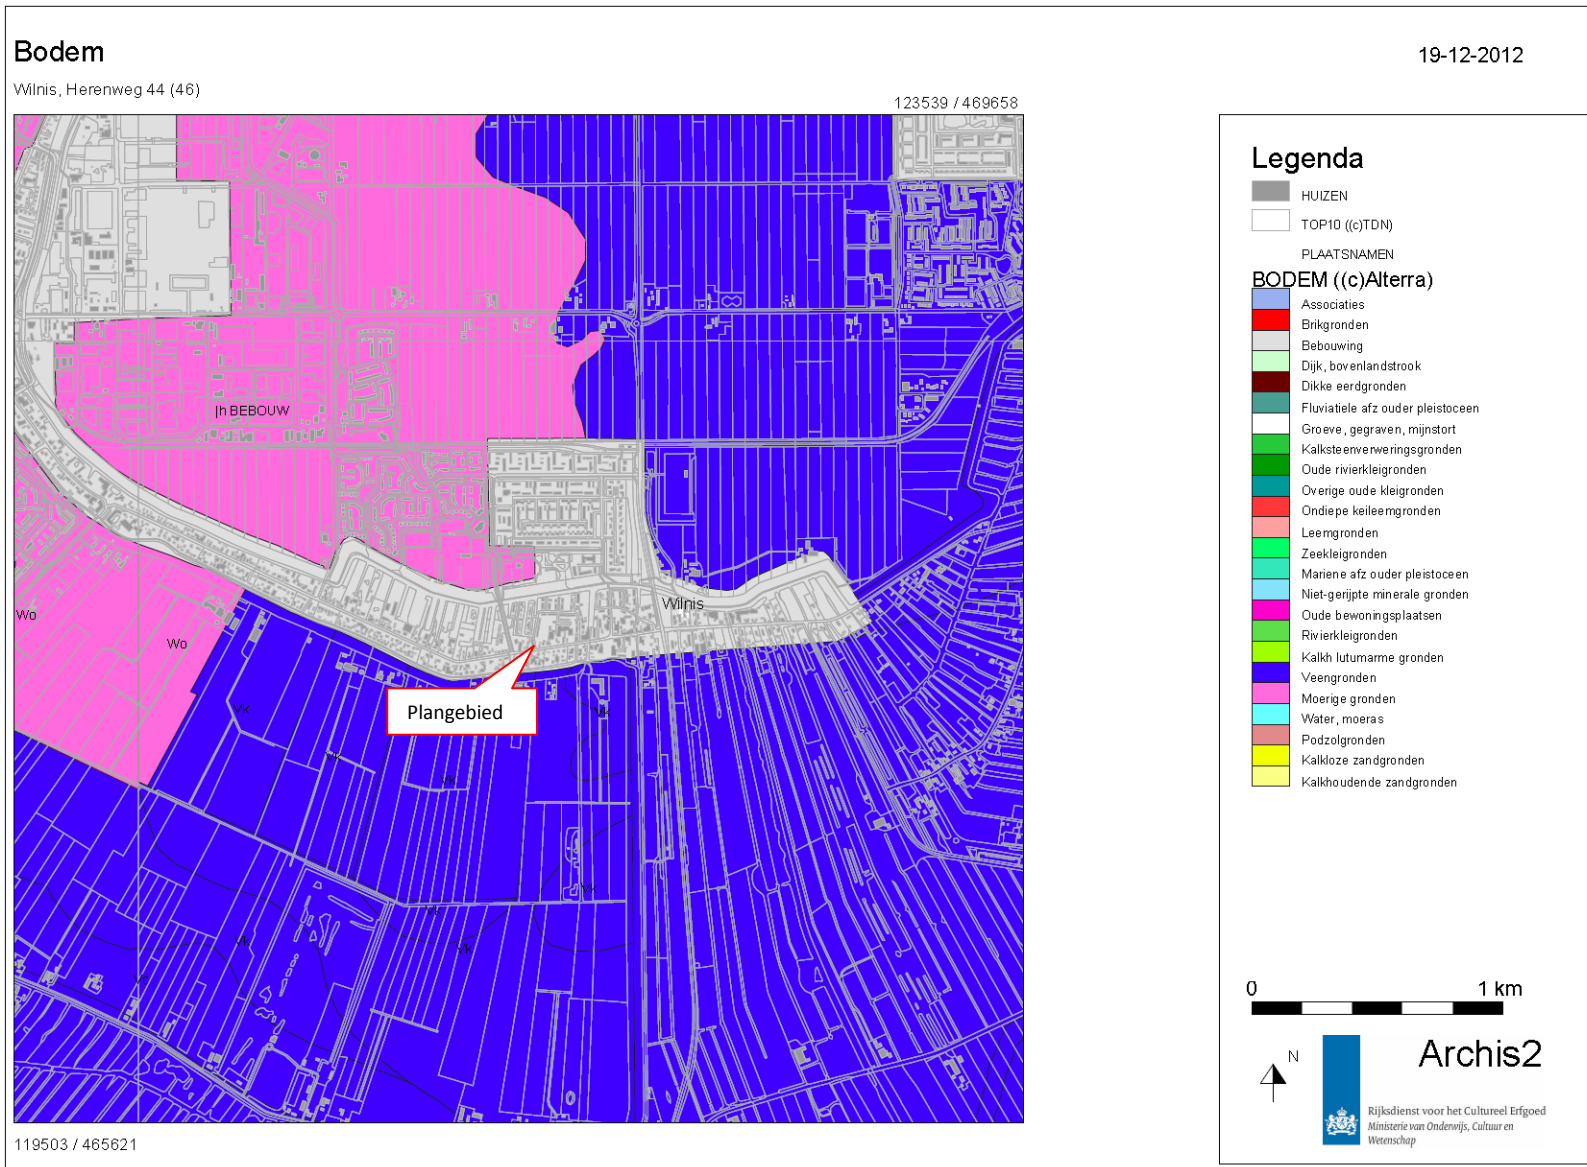 Bodem
19-12-2012
Wilnis, Herenweg 44 (46)
123539 / 469658
|h BEBOUW
Wilnis
Wo
Wo
Plangebied
Vk
Vk
Vk
Vk
Vk
Vk
Vk
Vk
119503 / 465621
Legenda
HUIZEN
TOP10 ((c)TDN)
PLAATSNAMEN
BODEM ((c)Alterra)
Associaties
Brikgronden
Bebouwing
Dijk, bovenlandstrook
Dikke eerdgronden
Fluviatiele afz ouder pleistoceen
Groeve, gegraven, mijnstort
Kalksteenverweringsgronden
Oude rivierkleigronden
Overige oude kleigronden
Ondiepe keileemgronden
Leemgronden
Zeekleigronden
Mariene afz ouder pleistoceen
Niet-gerijpte minerale gronden
Oude bewoningsplaatsen
Rivierkleigronden
Kalkh lutumarme gronden
Veengronden
Moerige gronden
Water, moeras
Podzolgronden
Kalkloze zandgronden
Kalkhoudende zandgronden
0 1 km
N
Archis2
Rijksdienst voor het Cultureel Erfgoed
Ministerie van Onderwijs, Cultuur en
Wetenschap